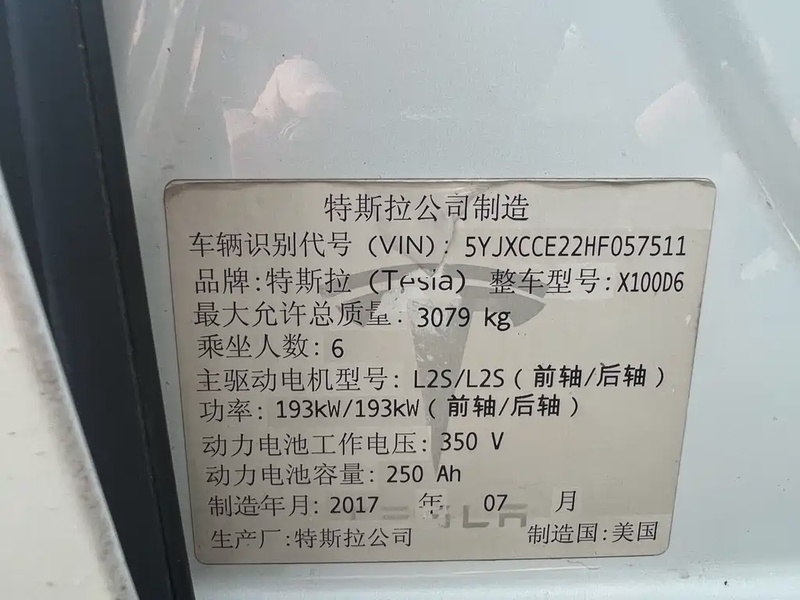 特斯拉公司制造
车辆识别代号 (VIN): 5YJXCCE22HF057511
品牌:特斯拉 (Tesla) 整车型号:X100D6
最大允许总质量: 3079 kg
乘坐人数: 6
主驱动电机型号: L2S/L2S (前轴/后轴)
功率: 193kW/193kW (前轴/后轴)
动力电池工作电压: 350 V
动力电池容量: 250 Ah
制造年月: 2017 年 07 月
TESLA
生产厂:特斯拉公司 制造国:美国